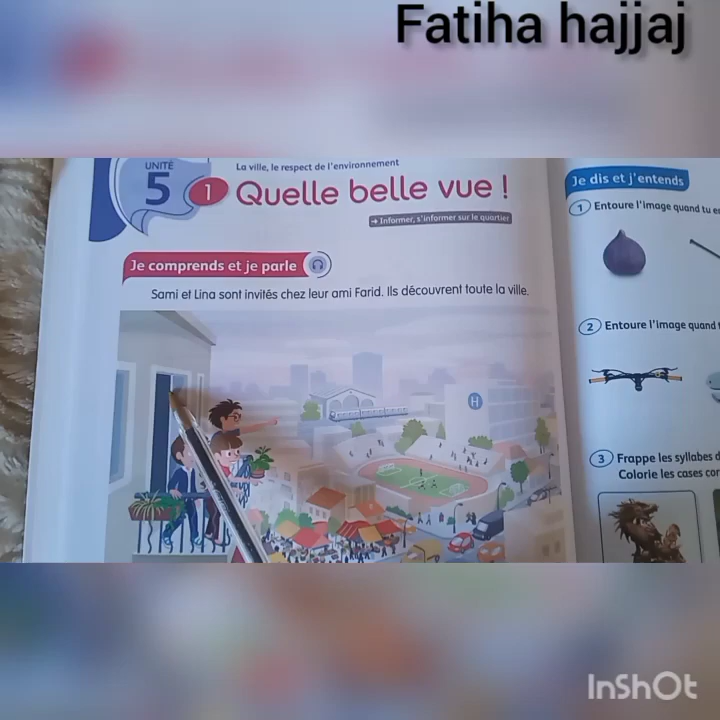 Fatiha hajjaj
UNITÉ
5
La ville, le respect de l'environnement
1 Quelle belle vue !
→ Informer, s'informer sur le quartier
Je comprends et je parle
Sami et Lina sont invités chez leur ami Farid. Ils découvrent toute la ville.
H
Je dis et j'entends
1 Entoure l'image quand tu
2 Entoure l'image quand
3 Frappe les syllabes
Colorie les cases
InShOt